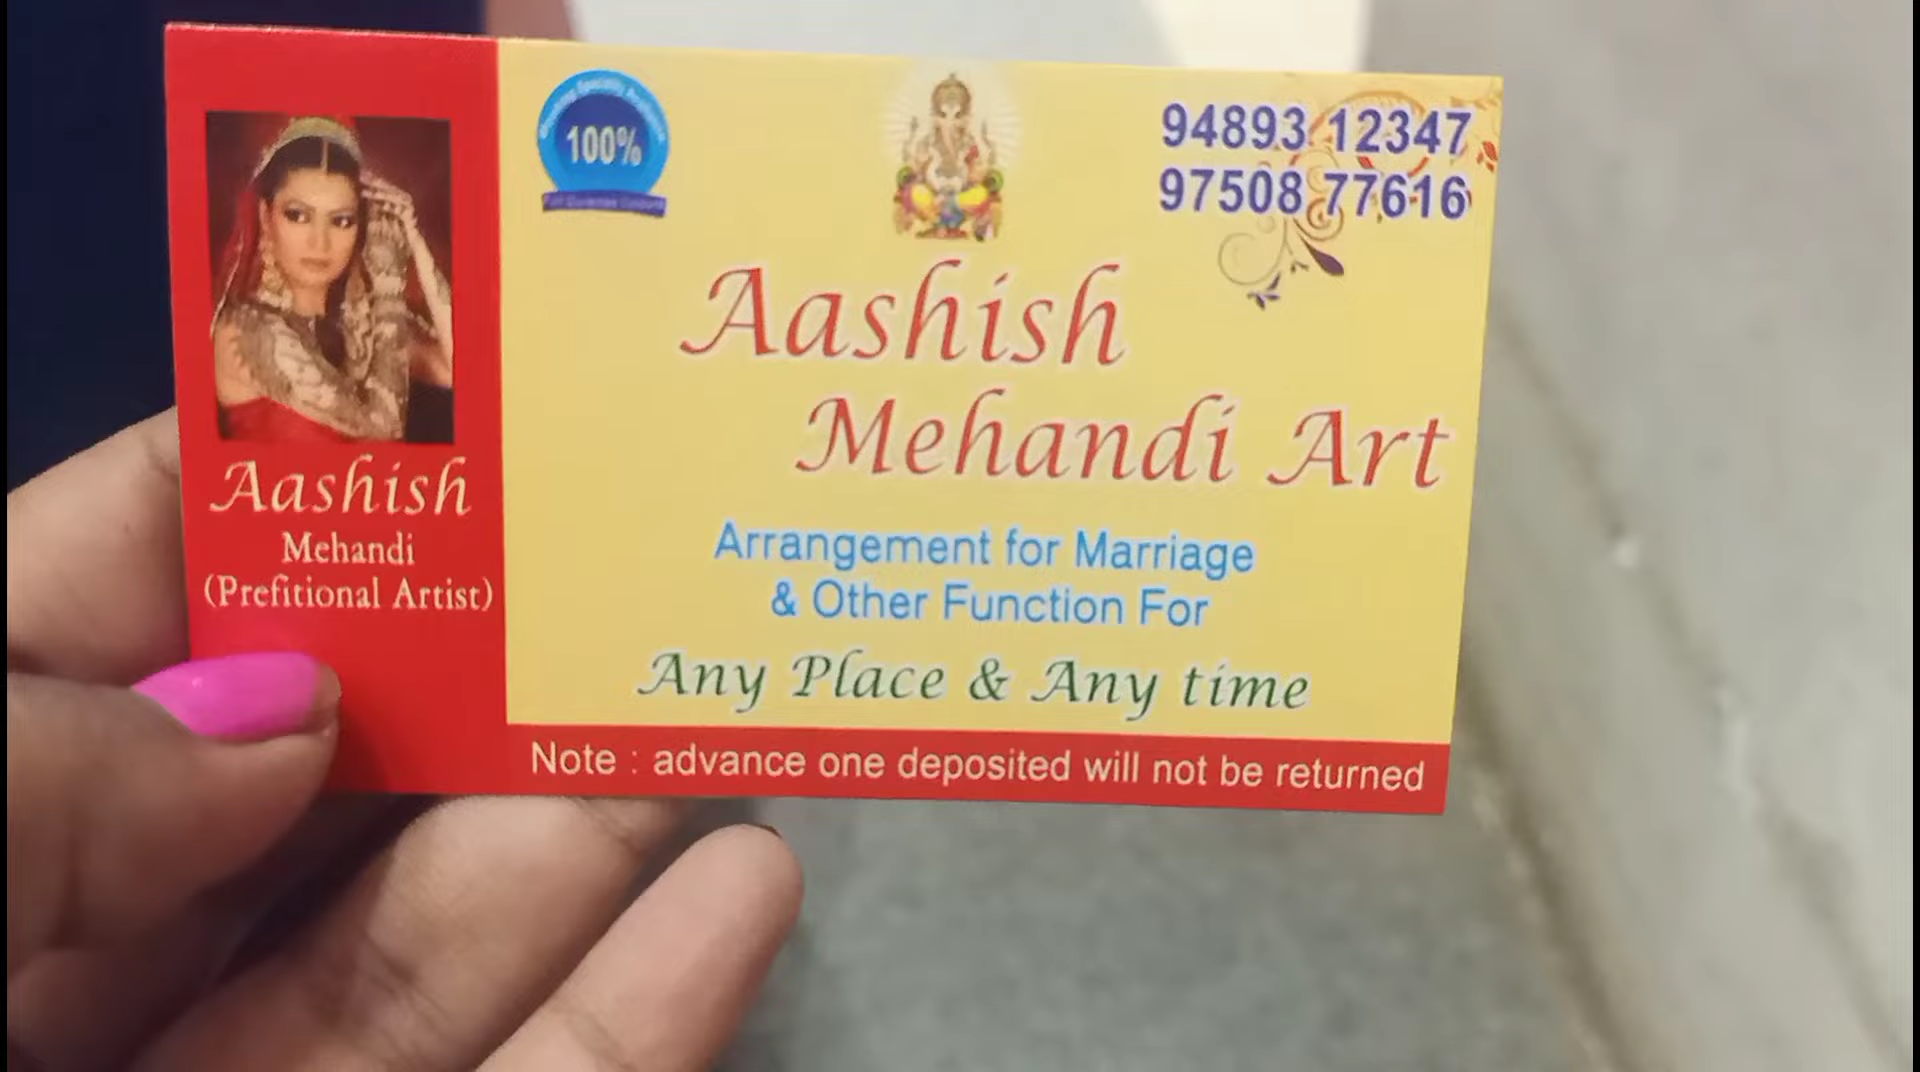 Aashish
Mehandi
(Prefitional Artist)
100%
94893 12347
97508 77616
Aashish
Mehandi Art
Arrangement for Marriage
& Other Function For
Any Place & Any time
Note : advance one deposited will not be returned